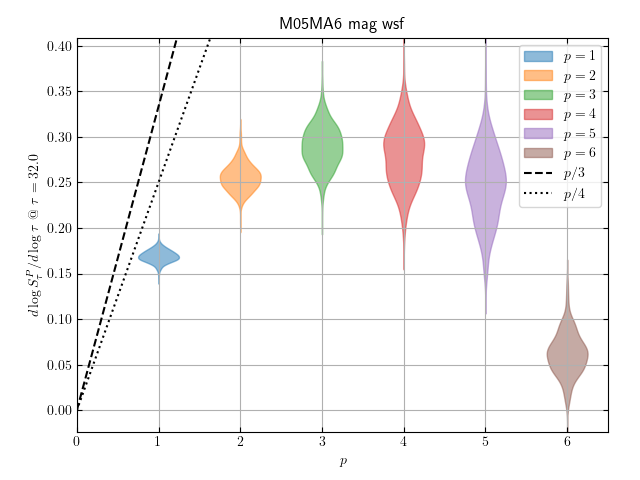 M05MA6 mag wsf
0.40
0.35
0.30
0.25
0.20
0.15
0.10
0.05
0.00
0
1
2
3
4
5
6
p
d log S_τ^p / d log τ @ τ = 32.0
p = 1
p = 2
p = 3
p = 4
p = 5
p = 6
p/3
p/4